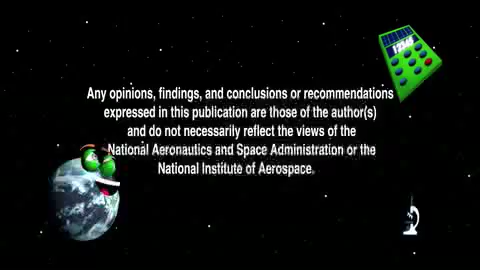 12345
Any opinions, findings, and conclusions or recommendations
expressed in this publication are those of the author(s)
and do not necessarily reflect the views of the
National Aeronautics and Space Administration or the
National Institute of Aerospace.